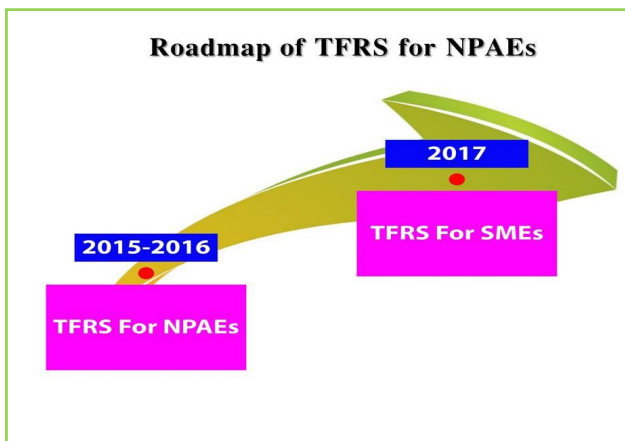 Roadmap of TFRS for NPAEs
2017
TFRS For SMEs
2015-2016
TFRS For NPAEs